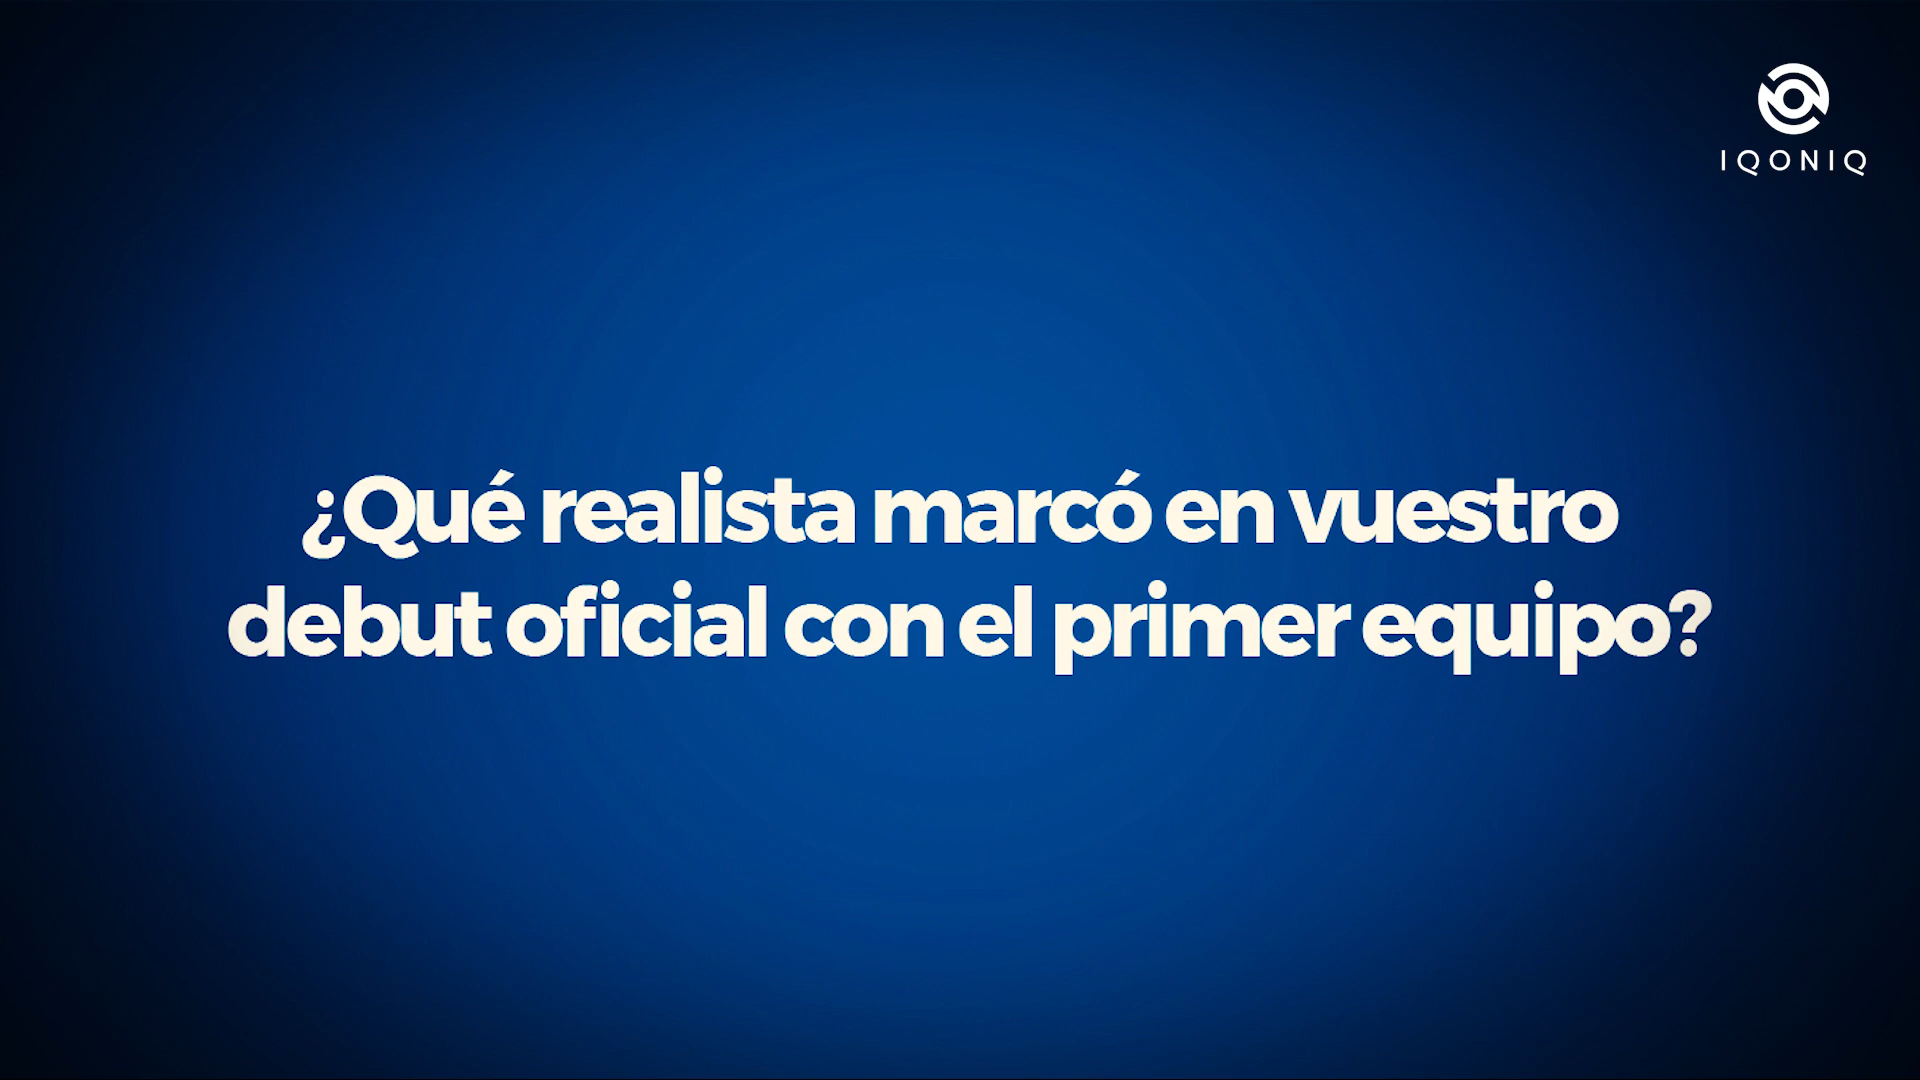 IQONIQ
¿Qué realista marcó en vuestro
debut oficial con el primer equipo?